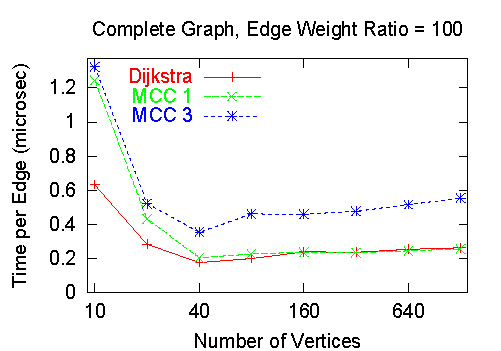 Complete Graph, Edge Weight Ratio = 100
Dijkstra
MCC 1
MCC 3
Time per Edge (microsec)
1.2
1
0.8
0.6
0.4
0.2
0
10
40
160
640
Number of Vertices